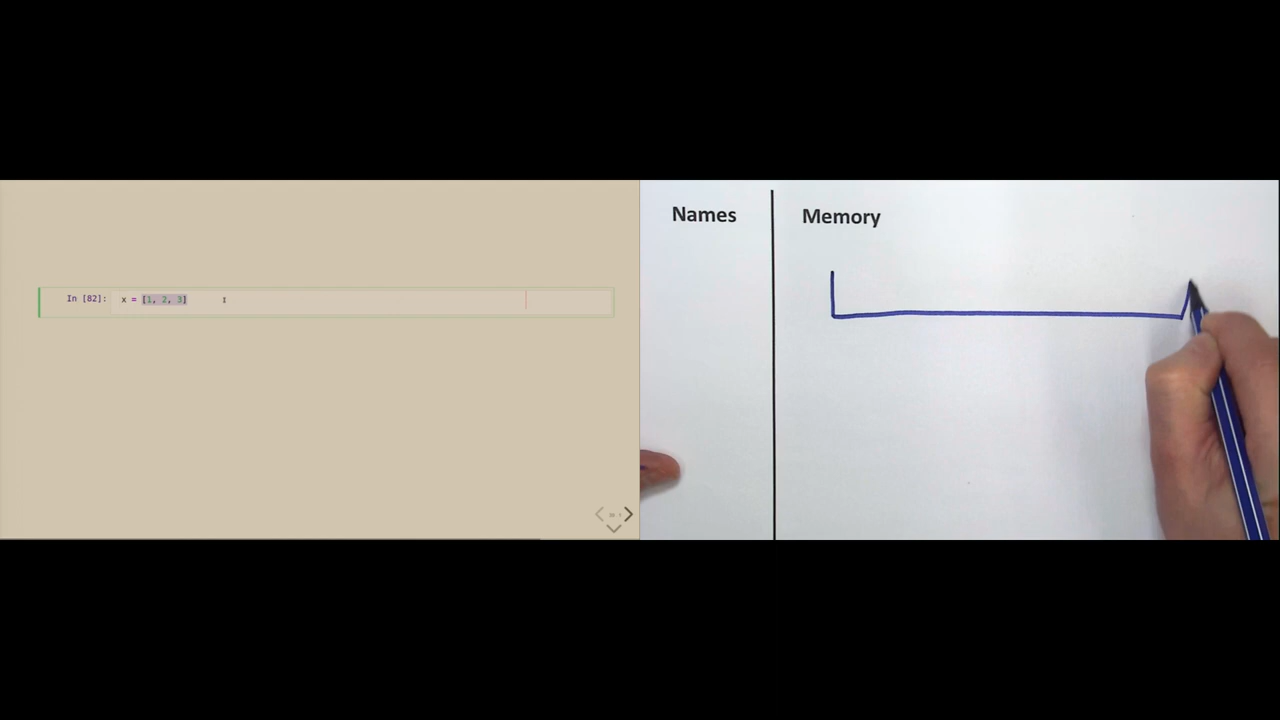 In [82]: x = [1, 2, 3]
Names
Memory